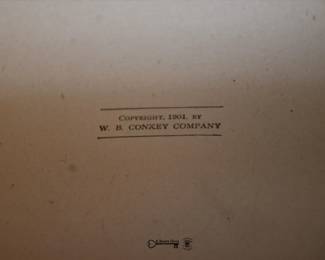 COPYRIGHT, 1901, BY
W. B. CONKEY COMPANY